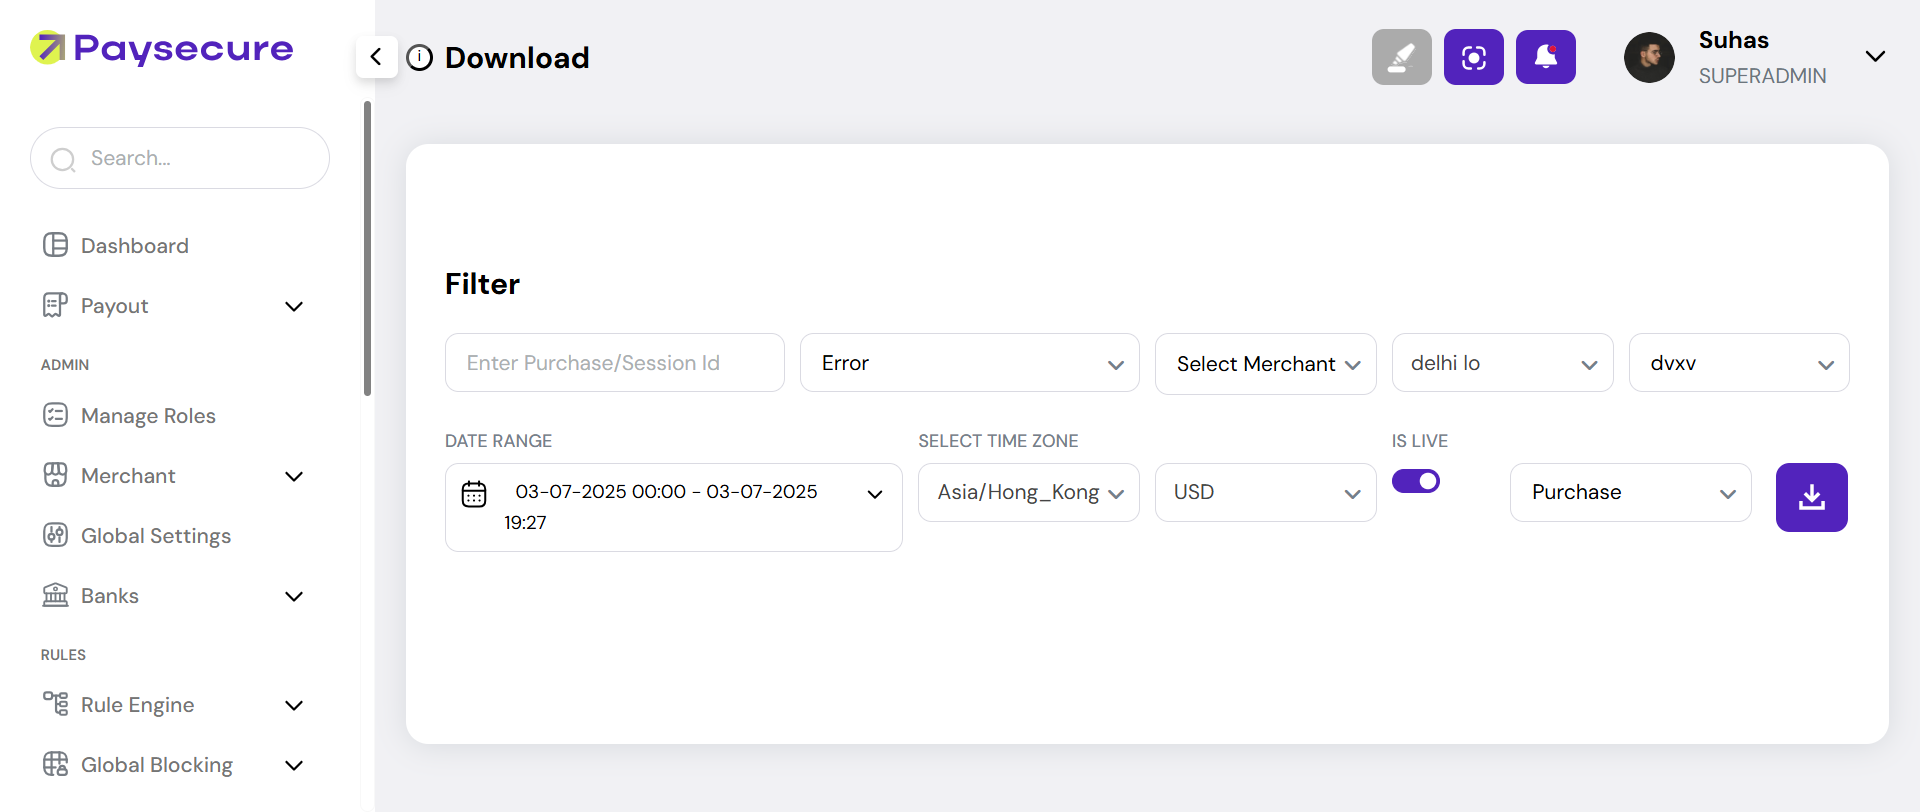 Paysecure
Download
Suhas
SUPERADMIN
Search...
Dashboard
Payout
ADMIN
Manage Roles
Merchant
Global Settings
Banks
RULES
Rule Engine
Global Blocking
Filter
Enter Purchase/Session Id
Error
Select Merchant
delhi lo
dvxv
DATE RANGE
SELECT TIME ZONE
IS LIVE
03-07-2025 00:00 - 03-07-2025
19:27
Asia/Hong_Kong
USD
Purchase